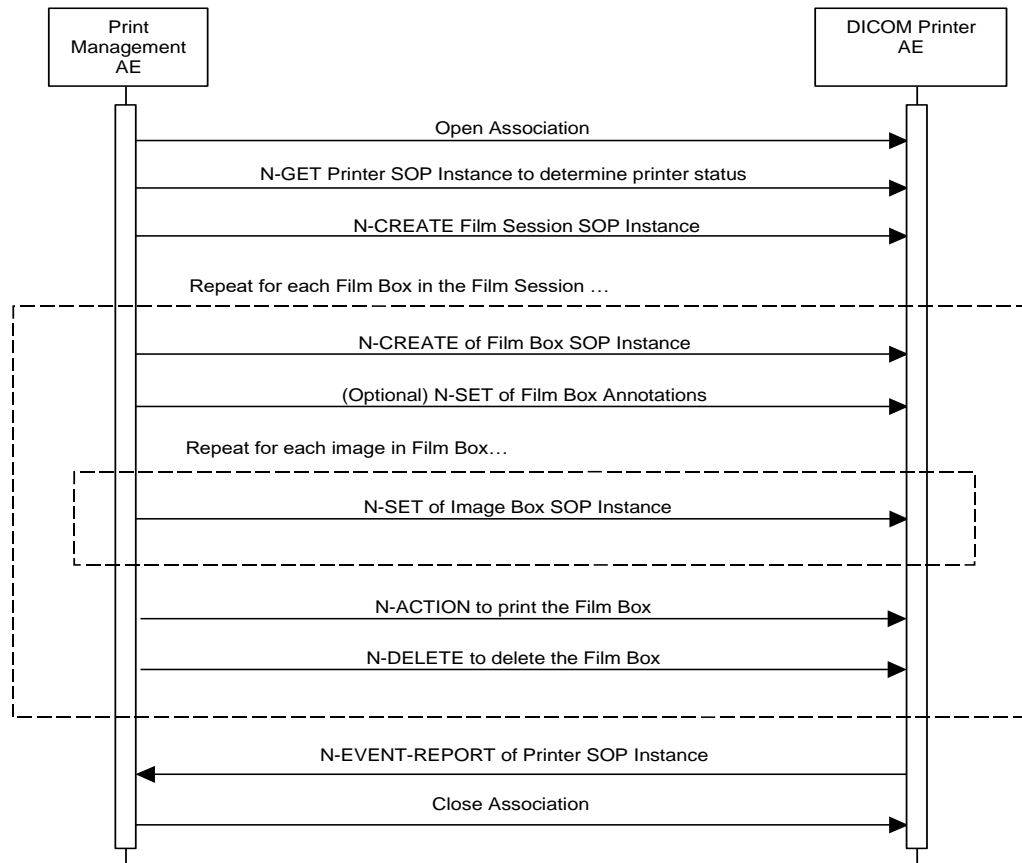 Print
Management
AE
DICOM Printer
AE
Open Association
N-GET Printer SOP Instance to determine printer status
N-CREATE Film Session SOP Instance
Repeat for each Film Box in the Film Session …
N-CREATE of Film Box SOP Instance
(Optional) N-SET of Film Box Annotations
Repeat for each image in Film Box…
N-SET of Image Box SOP Instance
N-ACTION to print the Film Box
N-DELETE to delete the Film Box
N-EVENT-REPORT of Printer SOP Instance
Close Association